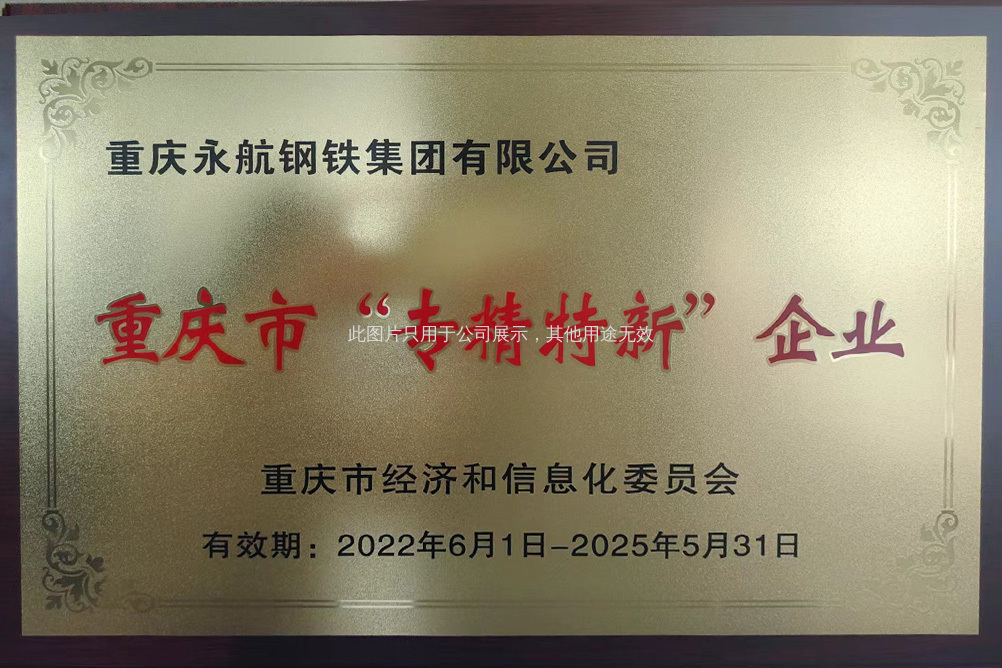 重庆永航钢铁集团有限公司
重庆市“专精特新”企业
此图片只用于公司展示，其他用途无效
重庆市经济和信息化委员会
有效期：2022年6月1日-2025年5月31日